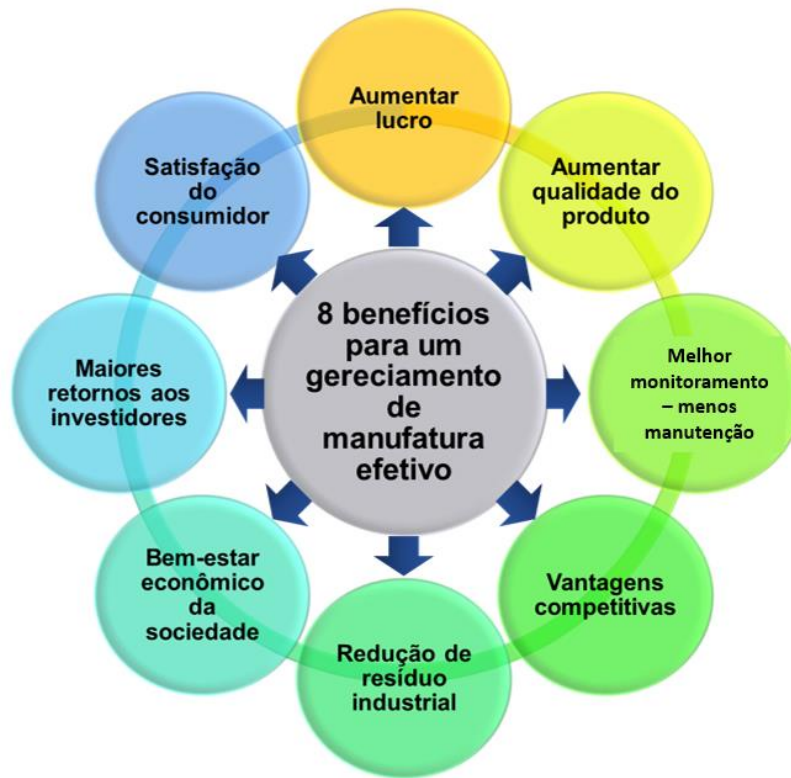 Aumentar
lucro
Aumentar
qualidade do
produto
Melhor
monitoramento
– menos
manutenção
Vantagens
competitivas
Redução de
resíduo
industrial
Bem-estar
econômico
da
sociedade
Maiores
retornos aos
investidores
Satisfação
do
consumidor
8 benefícios
para um
gereciamento
de
manufatura
efetivo